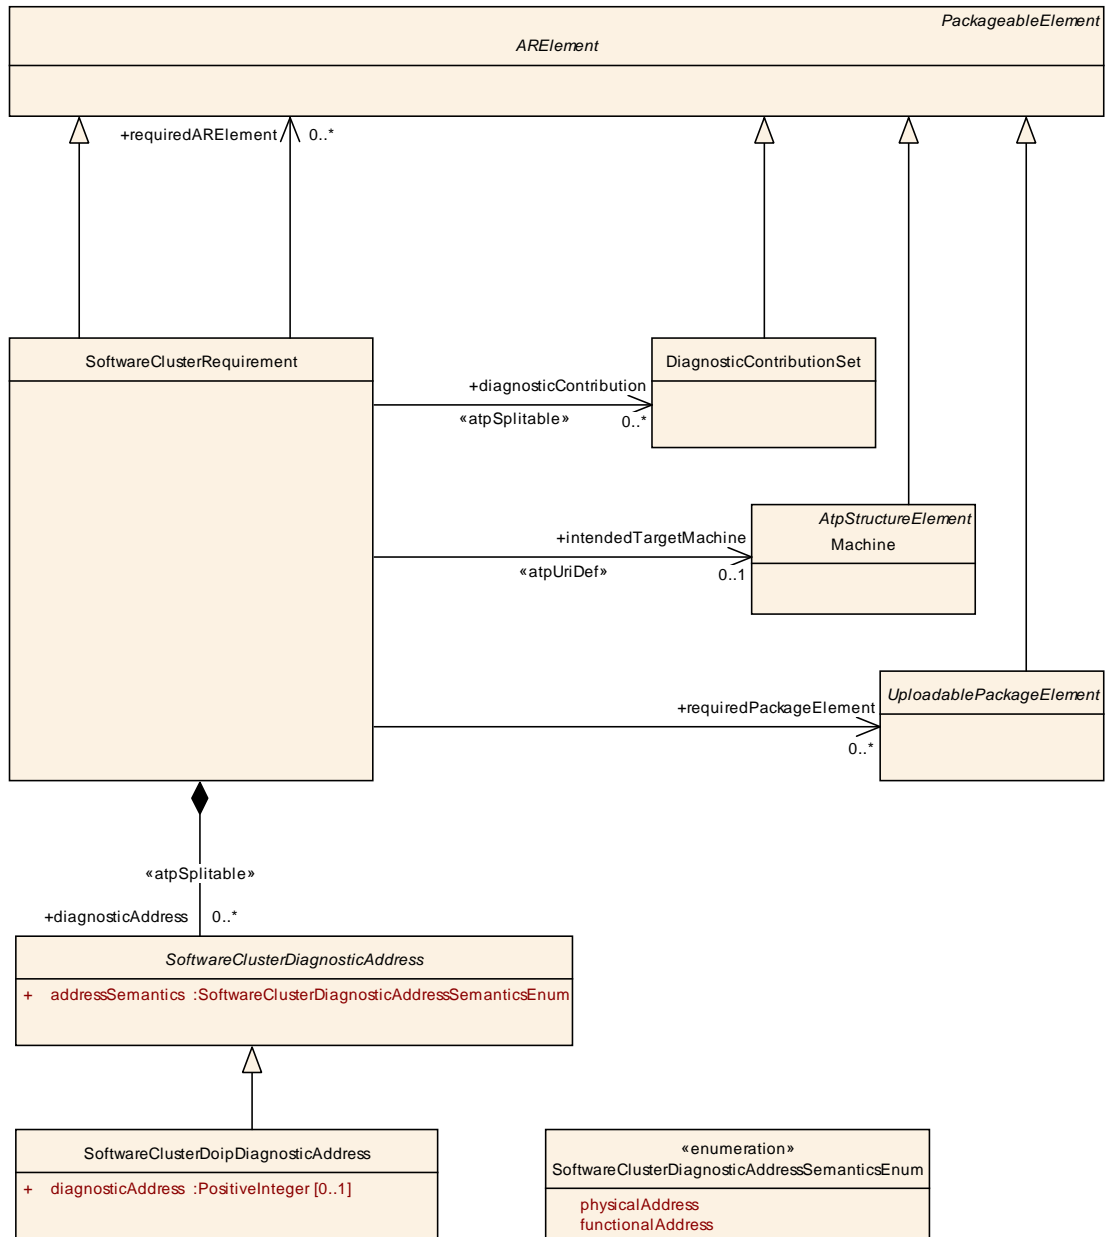 PackageableElement
ARElement
+requiredARElement 0..*
SoftwareClusterRequirement
DiagnosticContributionSet
+diagnosticContribution
«atpSplitable» 0..*
AtpStructureElement
Machine
+intendedTargetMachine
«atpUriDef» 0..1
UploadablePackageElement
+requiredPackageElement
0..*
«atpSplitable»
+diagnosticAddress 0..*
SoftwareClusterDiagnosticAddress
+ addressSemantics :SoftwareClusterDiagnosticAddressSemanticsEnum
SoftwareClusterDoipDiagnosticAddress
+ diagnosticAddress :PositiveInteger [0..1]
«enumeration»
SoftwareClusterDiagnosticAddressSemanticsEnum
physicalAddress
functionalAddress